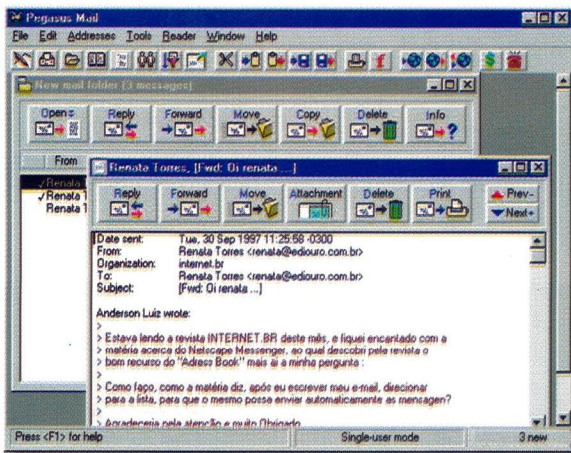 Pegasus Mail
File Edit Addresses Tools Reader Window Help
New mail folder (3 messages)
Open Reply Forward Move Copy Delete Info
From
Renata
Renata T
Renata T
Renata Torres, [Fwd: Oi renata ...]
Reply Forward Move Attachment Delete Print Prev- Next+
Date sent: Tue, 30 Sep 1997 11:25:58 -0300
From: Renata Torres <renata@ediouro.com.br>
Organization: internet.br
To: Renata Torres <renata@ediouro.com.br>
Subject: [Fwd: Oi renata ...]
Anderson Luiz wrote:
>
> Estava lendo a revista INTERNET.BR deste mês, e fiquei encantado com a
> matéria acerca do Netscape Messenger, ao qual descobri pela revista o
> bom recurso do "Adress Book" mais ai a minha pergunta :
>
> Como faço, como a matéria diz, após eu escrever meu e-mail, direcionar
> para a lista, para que o mesmo possa enviar automaticamente as mensagen?
>
> Agradeceria pela atenção e muito Obrigado
Press <F1> for help Single-user mode 3 new